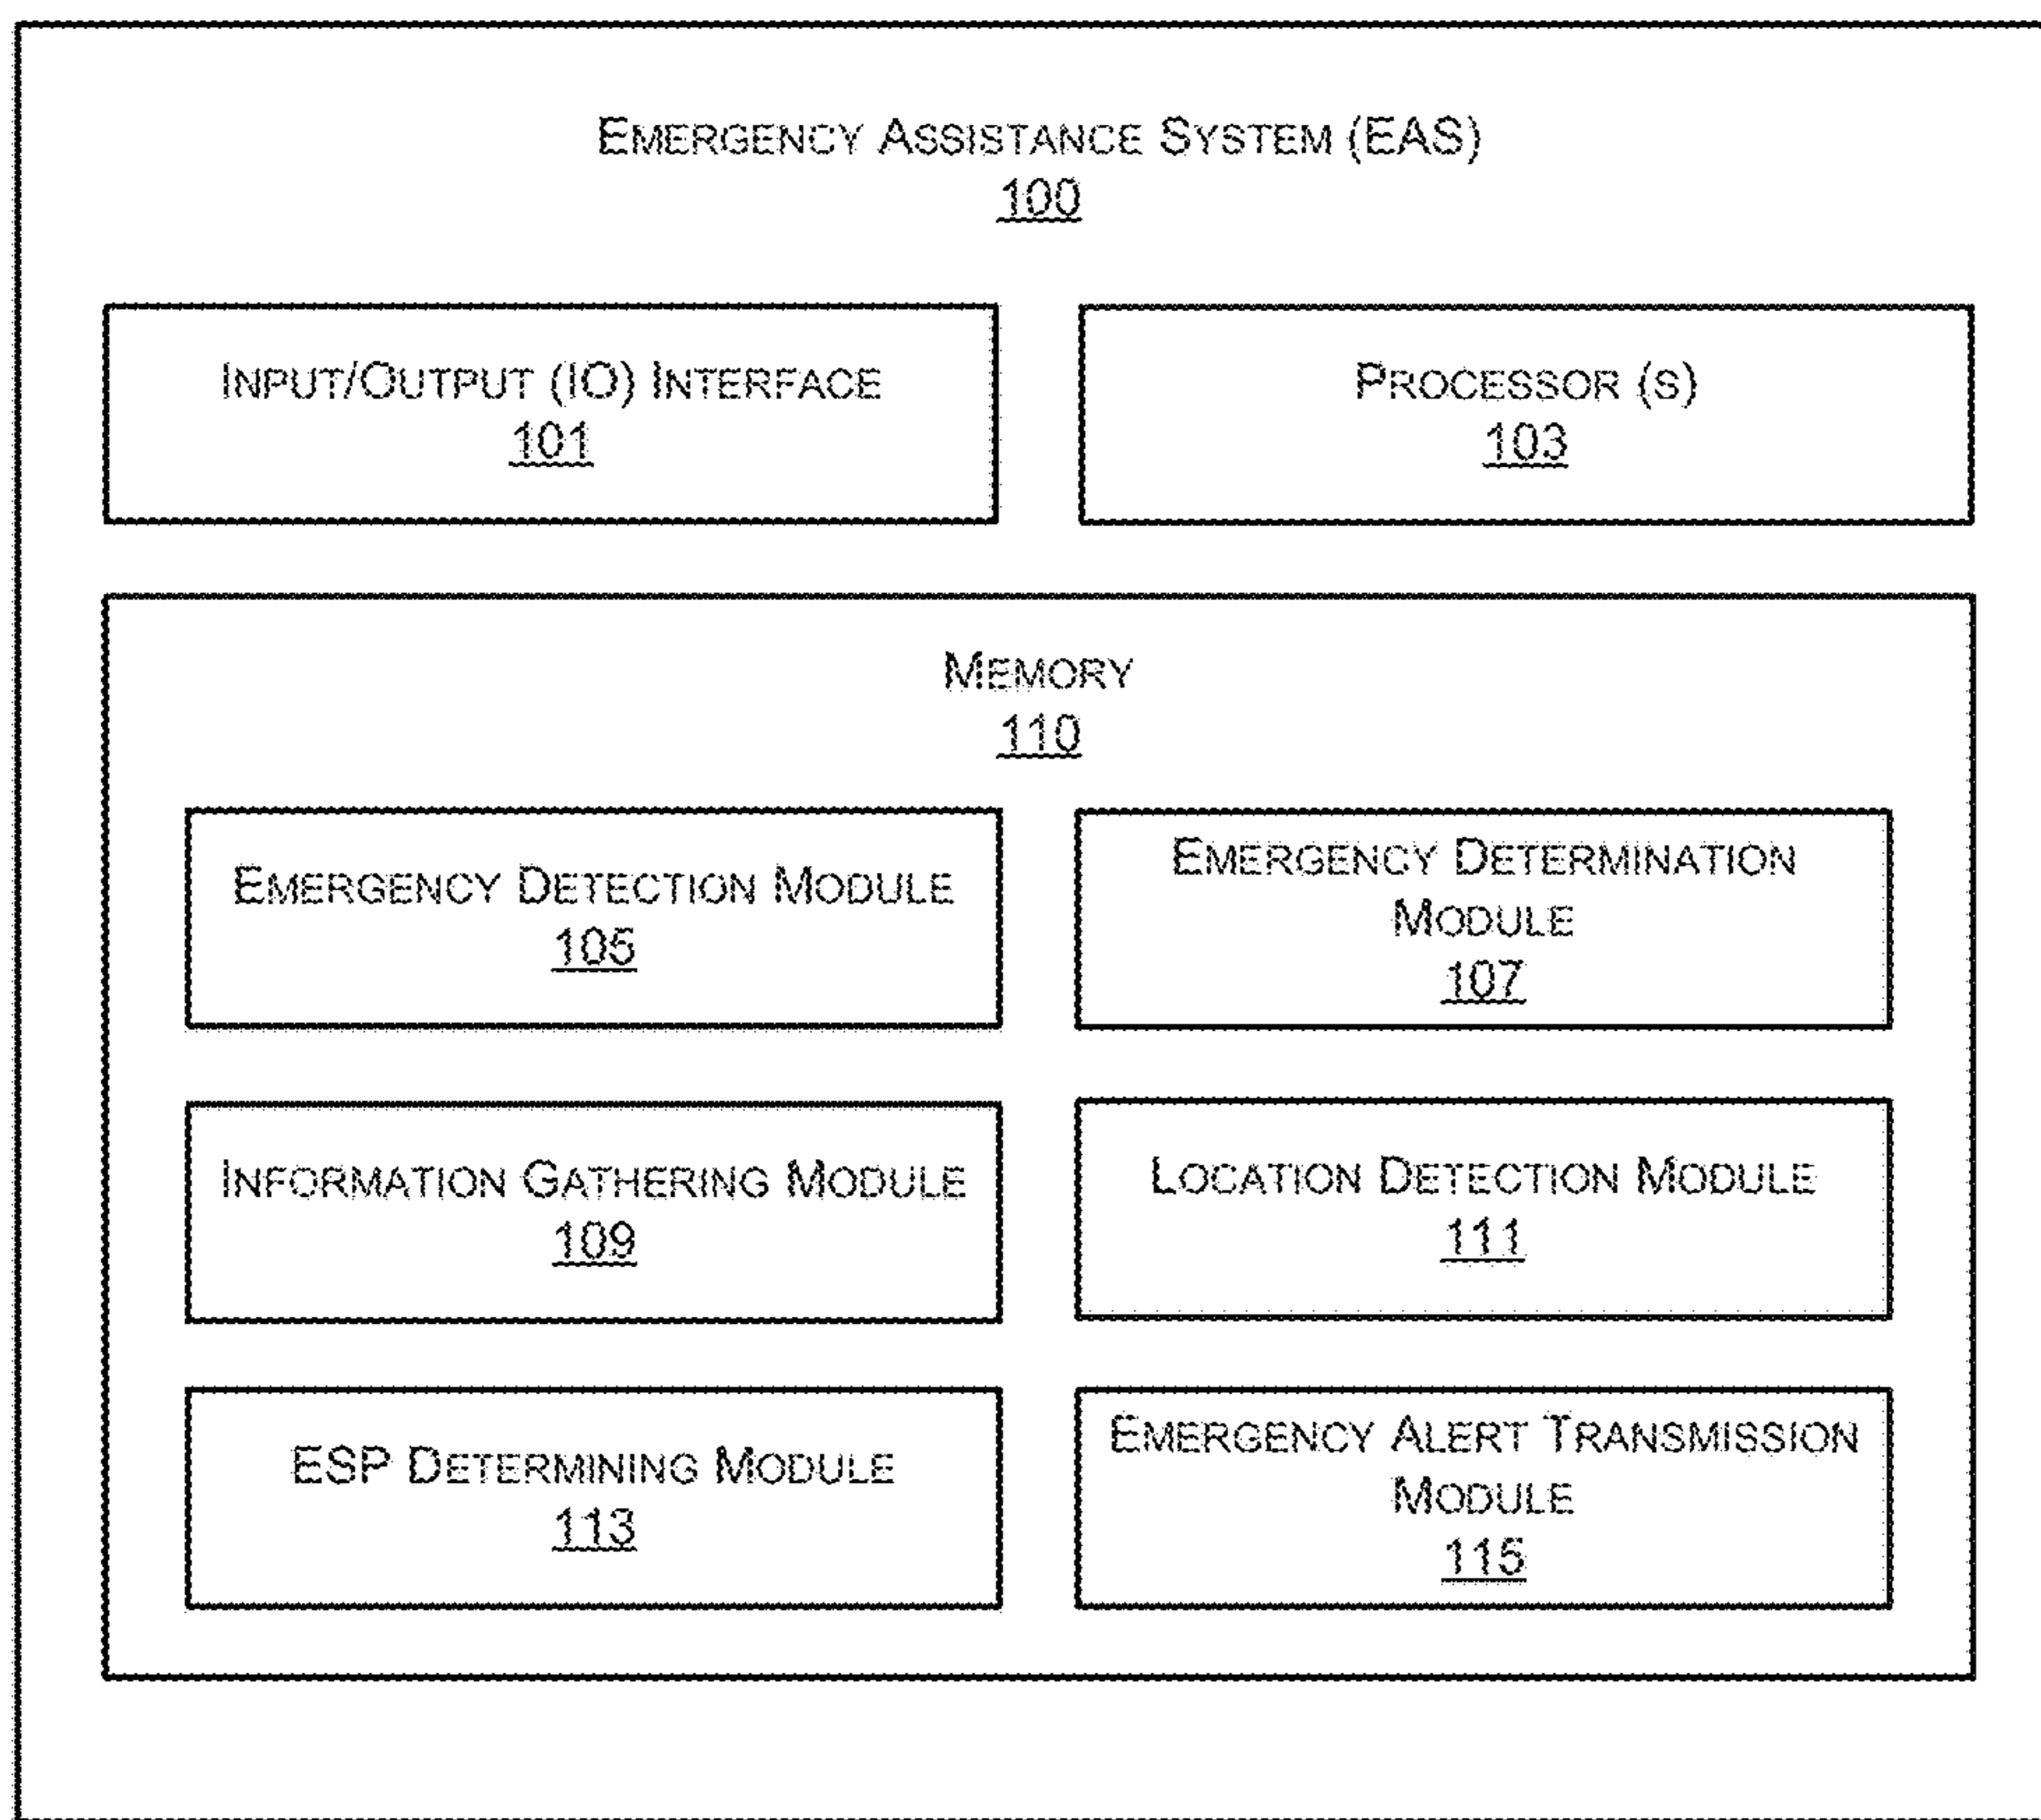 EMERGENCY ASSISTANCE SYSTEM (EAS)
100
INPUT/OUTPUT (IO) INTERFACE
101
PROCESSOR (S)
103
MEMORY
110
EMERGENCY DETECTION MODULE
105
EMERGENCY DETERMINATION
MODULE
107
INFORMATION GATHERING MODULE
109
LOCATION DETECTION MODULE
111
ESP DETERMINING MODULE
113
EMERGENCY ALERT TRANSMISSION
MODULE
115